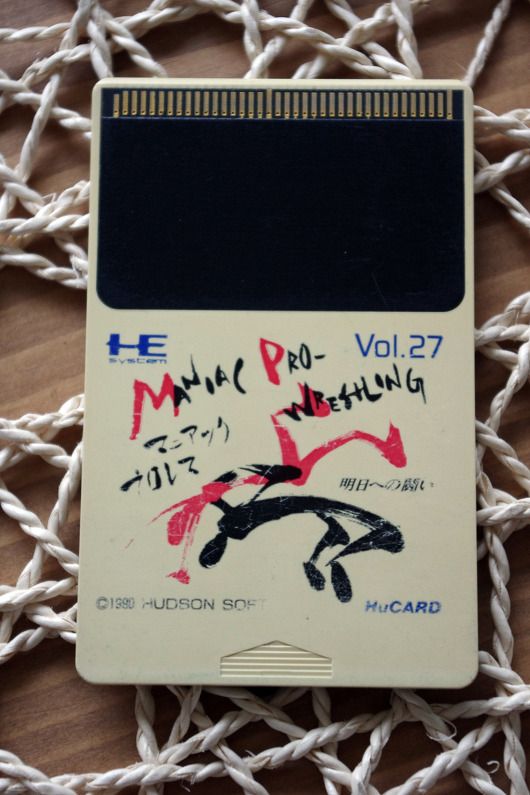 HE
system
Vol.27
MANIAC PRO-
WRESTLING
マニアック
プロレス
明日への闘い
©1990 HUDSON SOFT
HuCARD